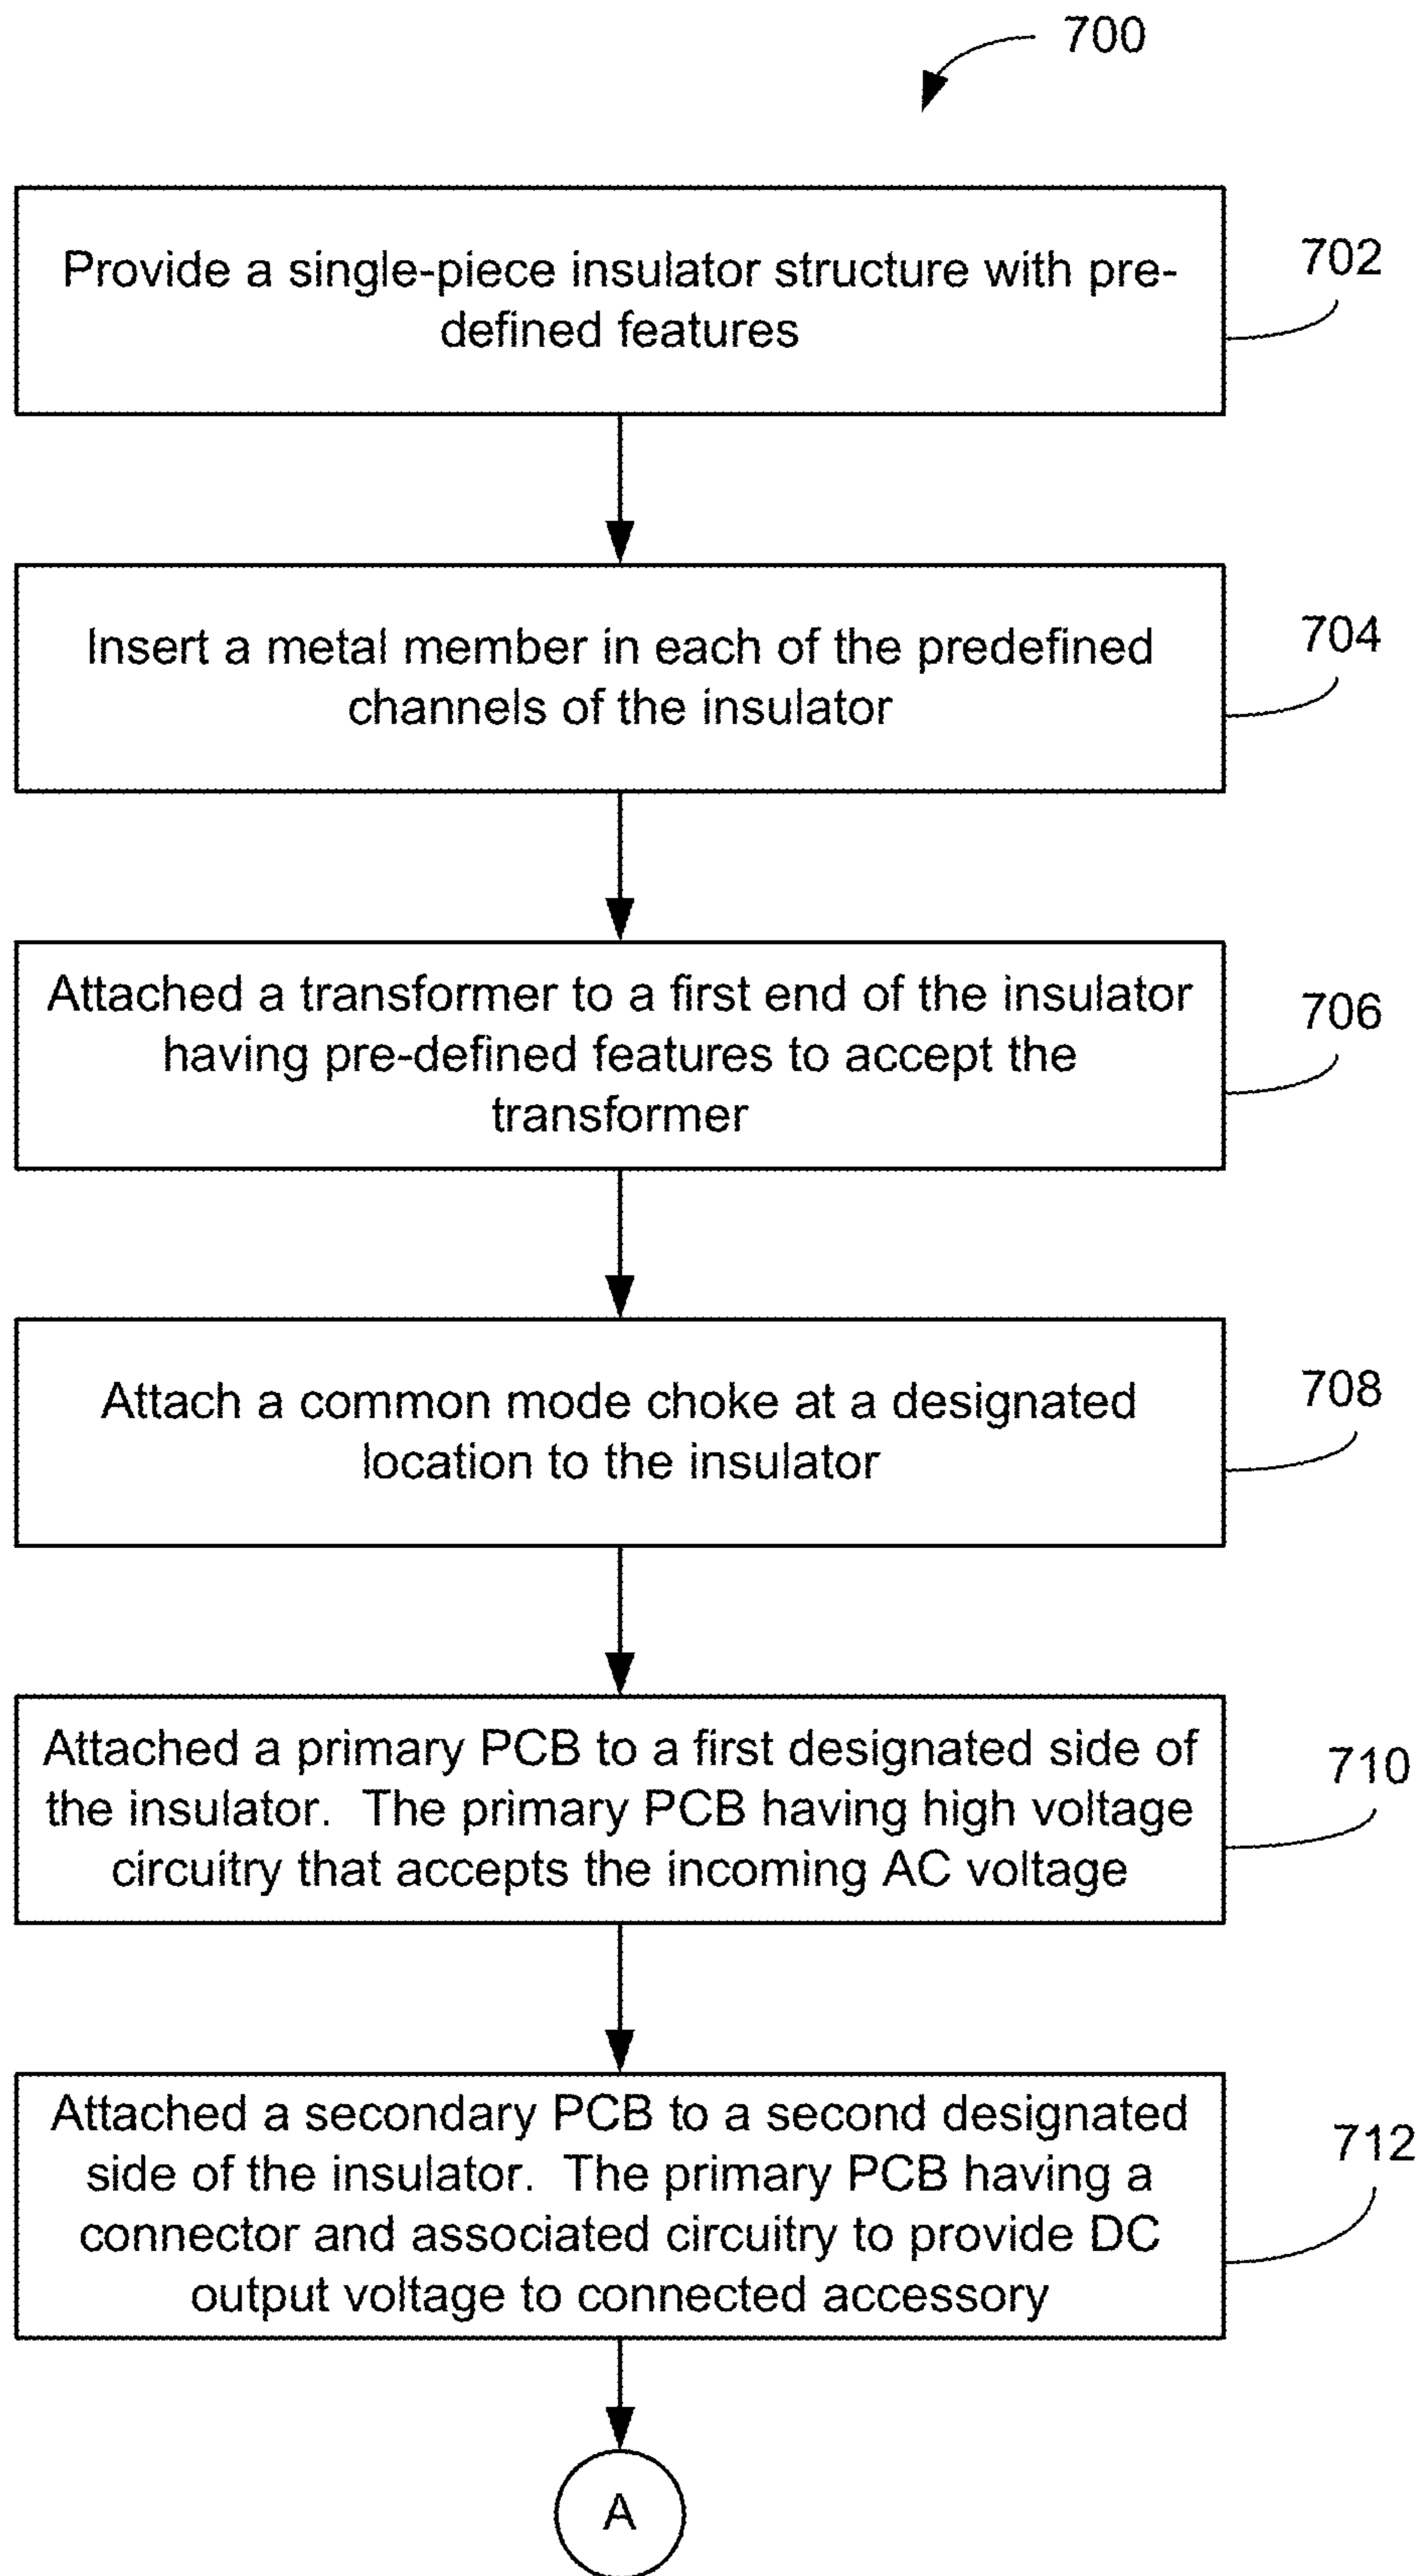 700
Provide a single-piece insulator structure with pre-
defined features
702
Insert a metal member in each of the predefined
channels of the insulator
704
Attached a transformer to a first end of the insulator
having pre-defined features to accept the
transformer
706
Attach a common mode choke at a designated
location to the insulator
708
Attached a primary PCB to a first designated side of
the insulator.  The primary PCB having high voltage
circuitry that accepts the incoming AC voltage
710
Attached a secondary PCB to a second designated
side of the insulator.  The primary PCB having a
connector and associated circuitry to provide DC
output voltage to connected accessory
712
A